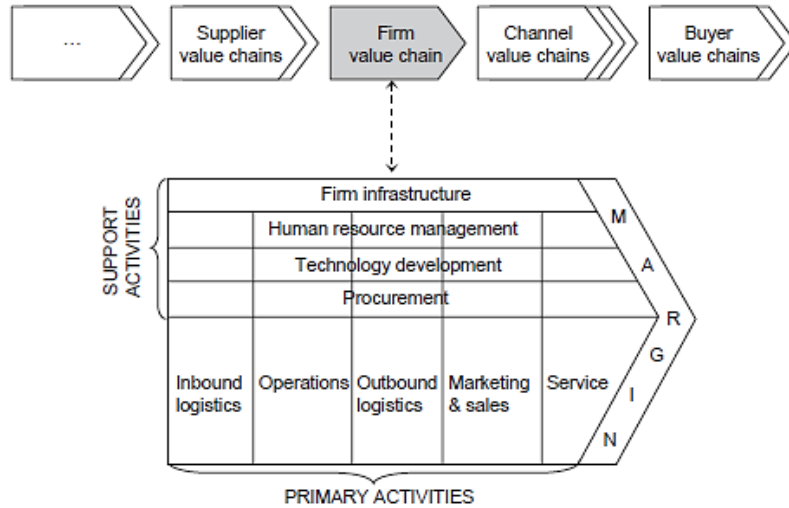 ...
Supplier
value chains
Firm
value chain
Channel
value chains
Buyer
value chains
SUPPORT
ACTIVITIES
Firm infrastructure
Human resource management
Technology development
Procurement
Inbound
logistics
Operations
Outbound
logistics
Marketing
& sales
Service
MARGIN
PRIMARY ACTIVITIES